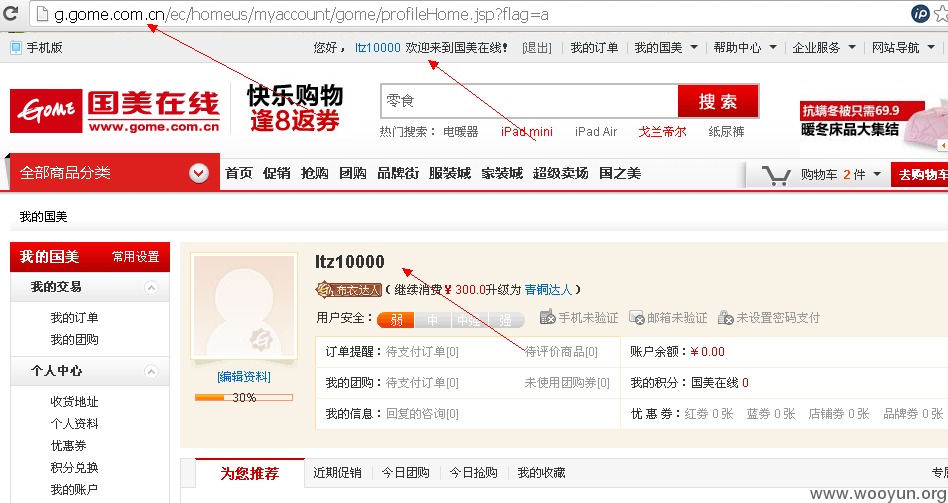 g.gome.com.cn/ec/homeus/myaccount/gome/profileHome.jsp?flag=a
手机版 您好， ltz10000 欢迎来到国美在线! [退出] 我的订单 我的国美 帮助中心 企业服务 网站导航
GOME 国美在线 www.gome.com.cn
快乐购物
逢8返券
零食 搜 索
热门搜索： 电暖器 iPad mini iPad Air 戈兰帝尔 纸尿裤
抗螨冬被只需69.9
暖冬床品大集结
全部商品分类 首页 促销 抢购 团购 品牌街 服装城 家装城 超级卖场 国之美 购物车 2 件 去购物车
我的国美
我的国美 常用设置
我的交易
我的订单
我的团购
个人中心
收货地址
个人资料
优惠券
积分兑换
我的账户
[编辑资料]
30%
ltz10000
布衣达人 ( 继续消费¥ 300.0升级为 青铜达人 )
用户安全： 弱 中 中强 强 手机未验证 邮箱未验证 未设置密码支付
订单提醒：待支付订单[0] 待评价商品[0] 账户余额：¥ 0.00
我的团购：待支付订单[0] 未使用团购券[0] 我的积分：国美在线 0
我的信息：回复的咨询[0] 优 惠 券：红券 0 张 蓝券 0 张 店铺券 0 张 品牌券 0 张
为您推荐 近期促销 今日团购 今日抢购 我的收藏
www.wooyun.org